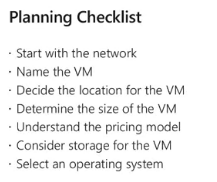 Planning Checklist
· Start with the network
· Name the VM
· Decide the location for the VM
· Determine the size of the VM
· Understand the pricing model
· Consider storage for the VM
· Select an operating system